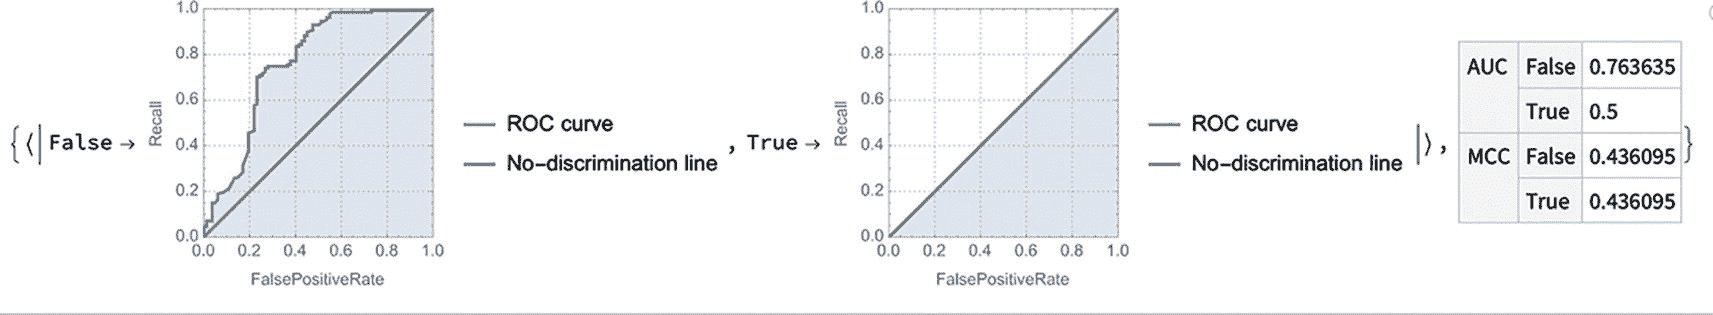 {<| False →
1.0
0.8
0.6
0.4
0.2
0.0
Recall
0.0 0.2 0.4 0.6 0.8 1.0
FalsePositiveRate
ROC curve
No-discrimination line
, True →
1.0
0.8
0.6
0.4
0.2
0.0
Recall
0.0 0.2 0.4 0.6 0.8 1.0
FalsePositiveRate
ROC curve
No-discrimination line
|>,
AUC False 0.763635
True 0.5
MCC False 0.436095
True 0.436095
}